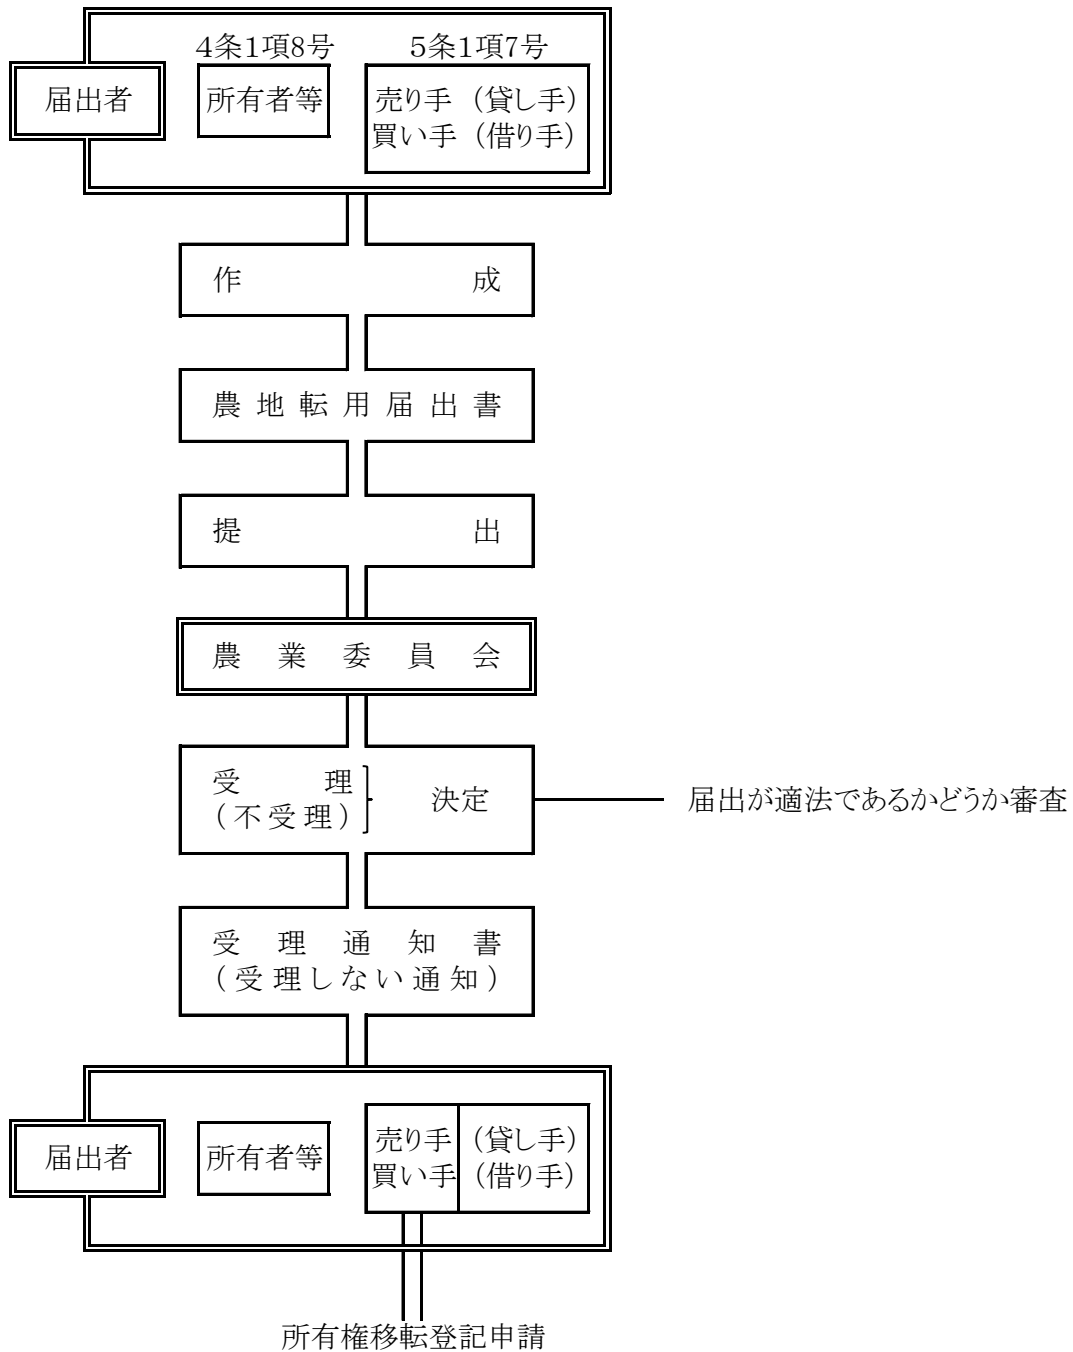 4条1項8号 5条1項7号
届出者 所有者等 売り手 (貸し手)
買い手 (借り手)
作成
農地転用届出書
提出
農業委員会
受理
(不受理)
決定
届出が適法であるかどうか審査
受理通知書
(受理しない通知)
届出者 所有者等 売り手 (貸し手)
買い手 (借り手)
所有権移転登記申請